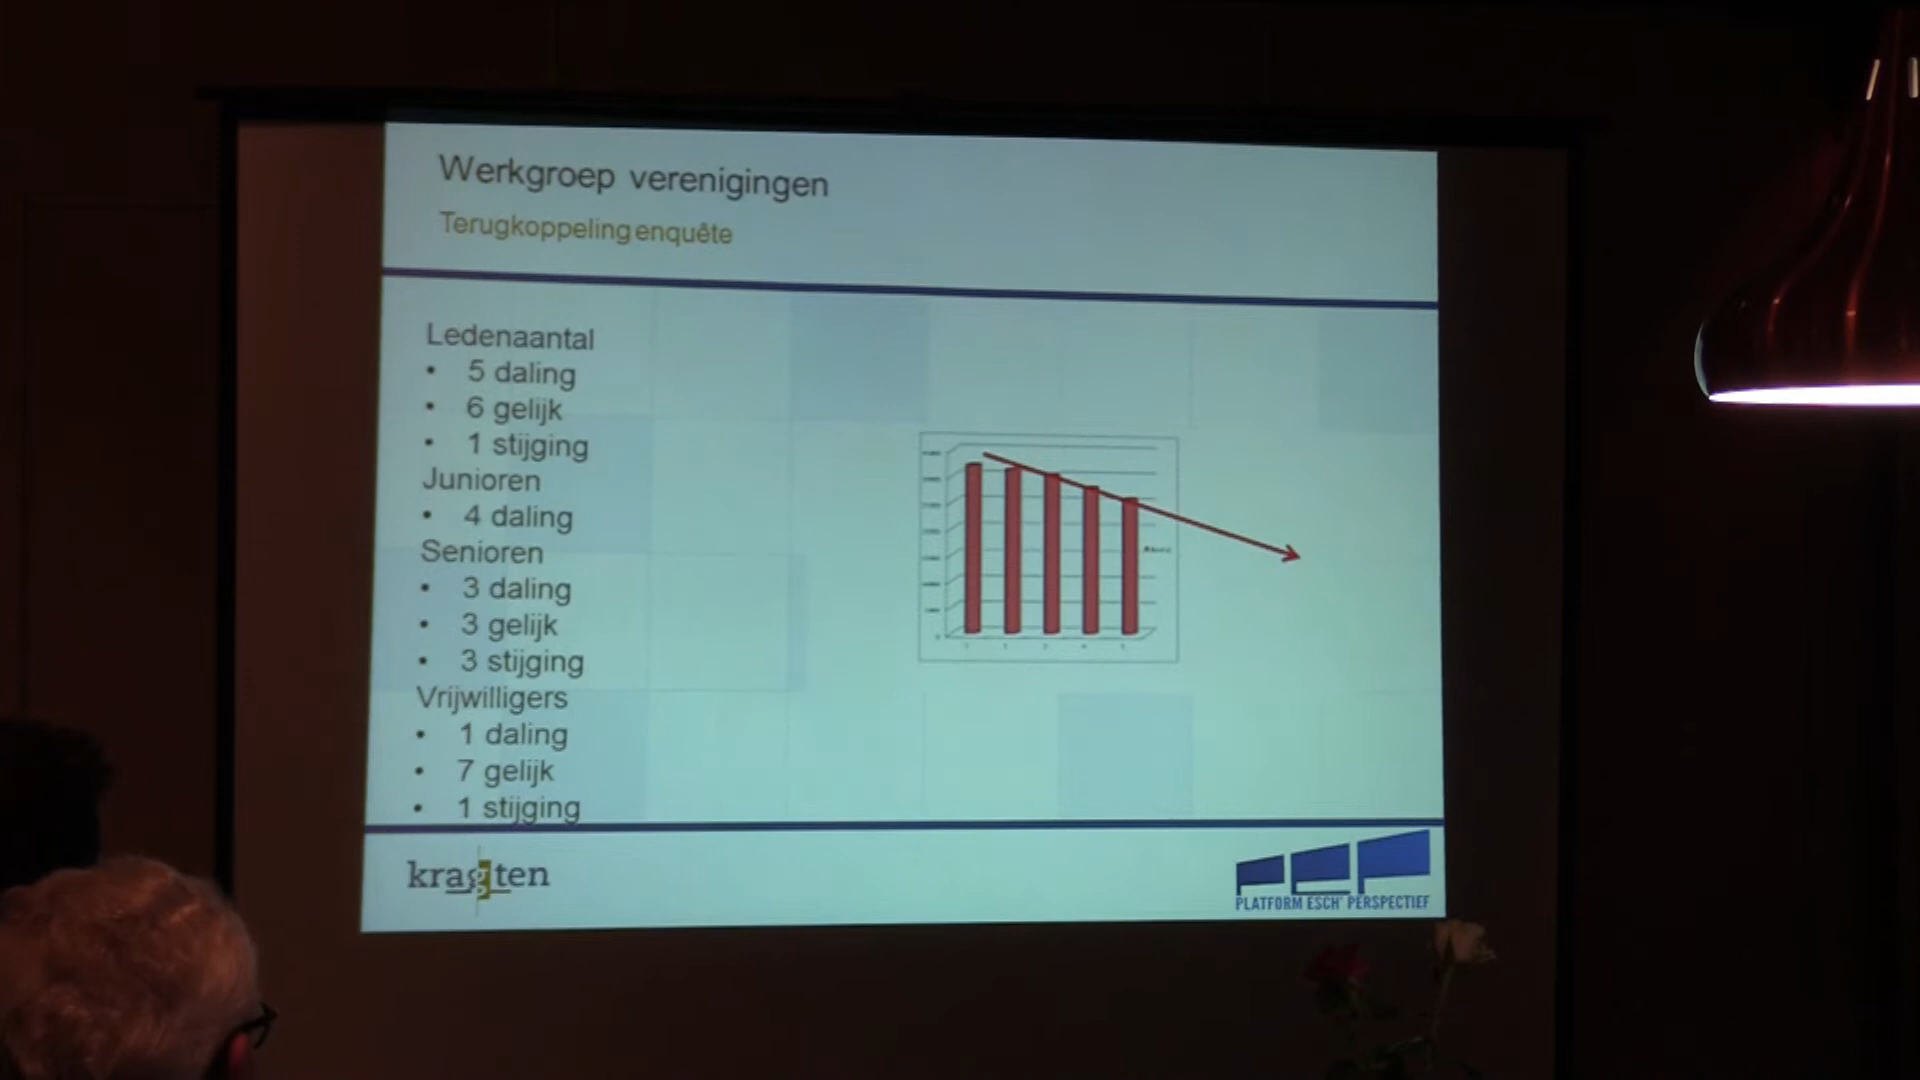 Werkgroep verenigingen
Terugkoppeling enquête
Ledenaantal
• 5 daling
• 6 gelijk
• 1 stijging
Junioren
• 4 daling
Senioren
• 3 daling
• 3 gelijk
• 3 stijging
Vrijwilligers
• 1 daling
• 7 gelijk
• 1 stijging
kragten
PLATFORM ESCH' PERSPECTIEF